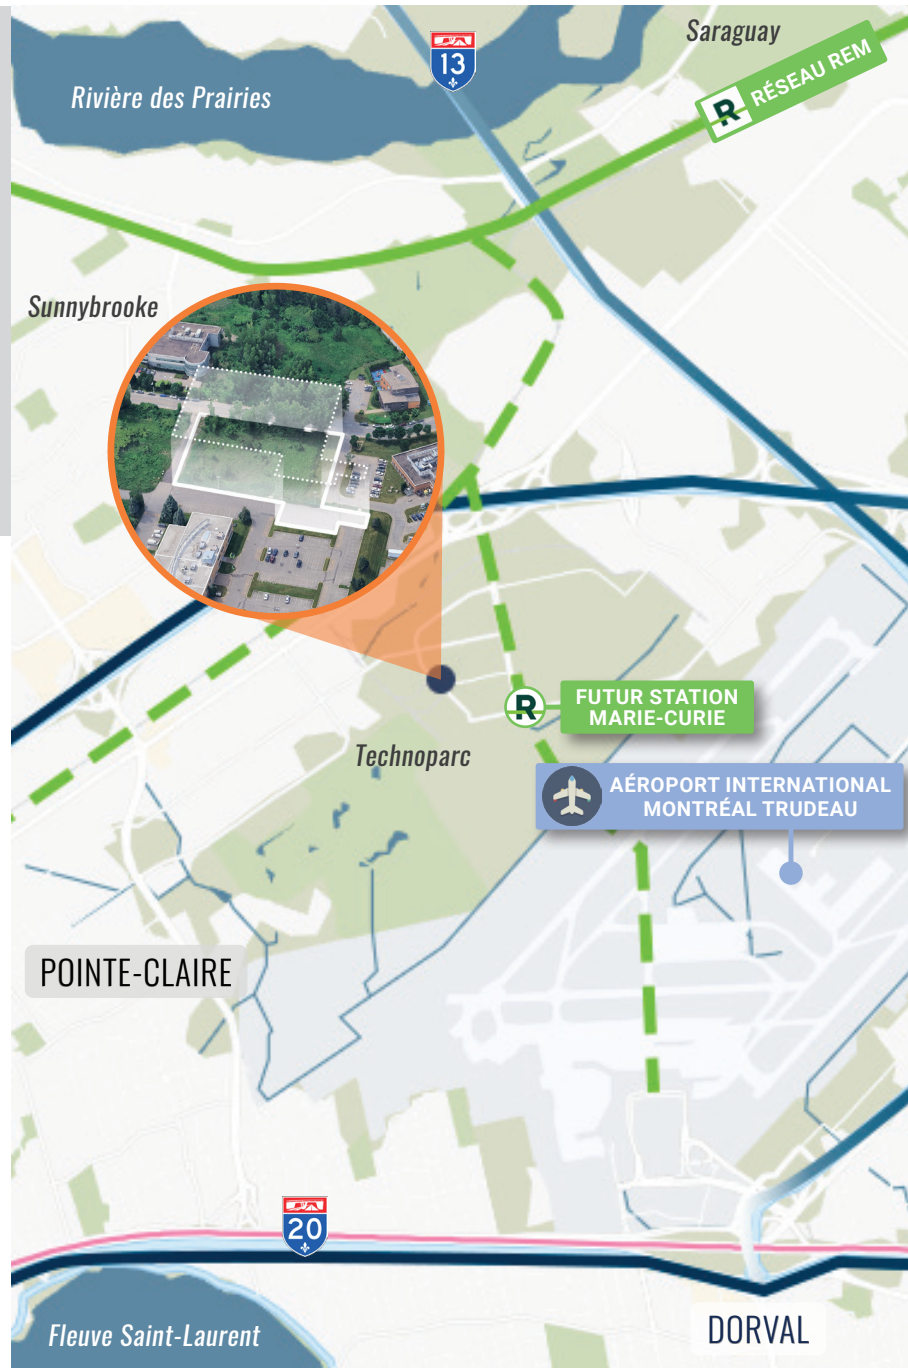 Saraguay
13
RÉSEAU REM
R
Rivière des Prairies
Sunnybrooke
R
FUTUR STATION
MARIE-CURIE
Technoparc
AÉROPORT INTERNATIONAL
MONTRÉAL TRUDEAU
POINTE-CLAIRE
20
Fleuve Saint-Laurent
DORVAL